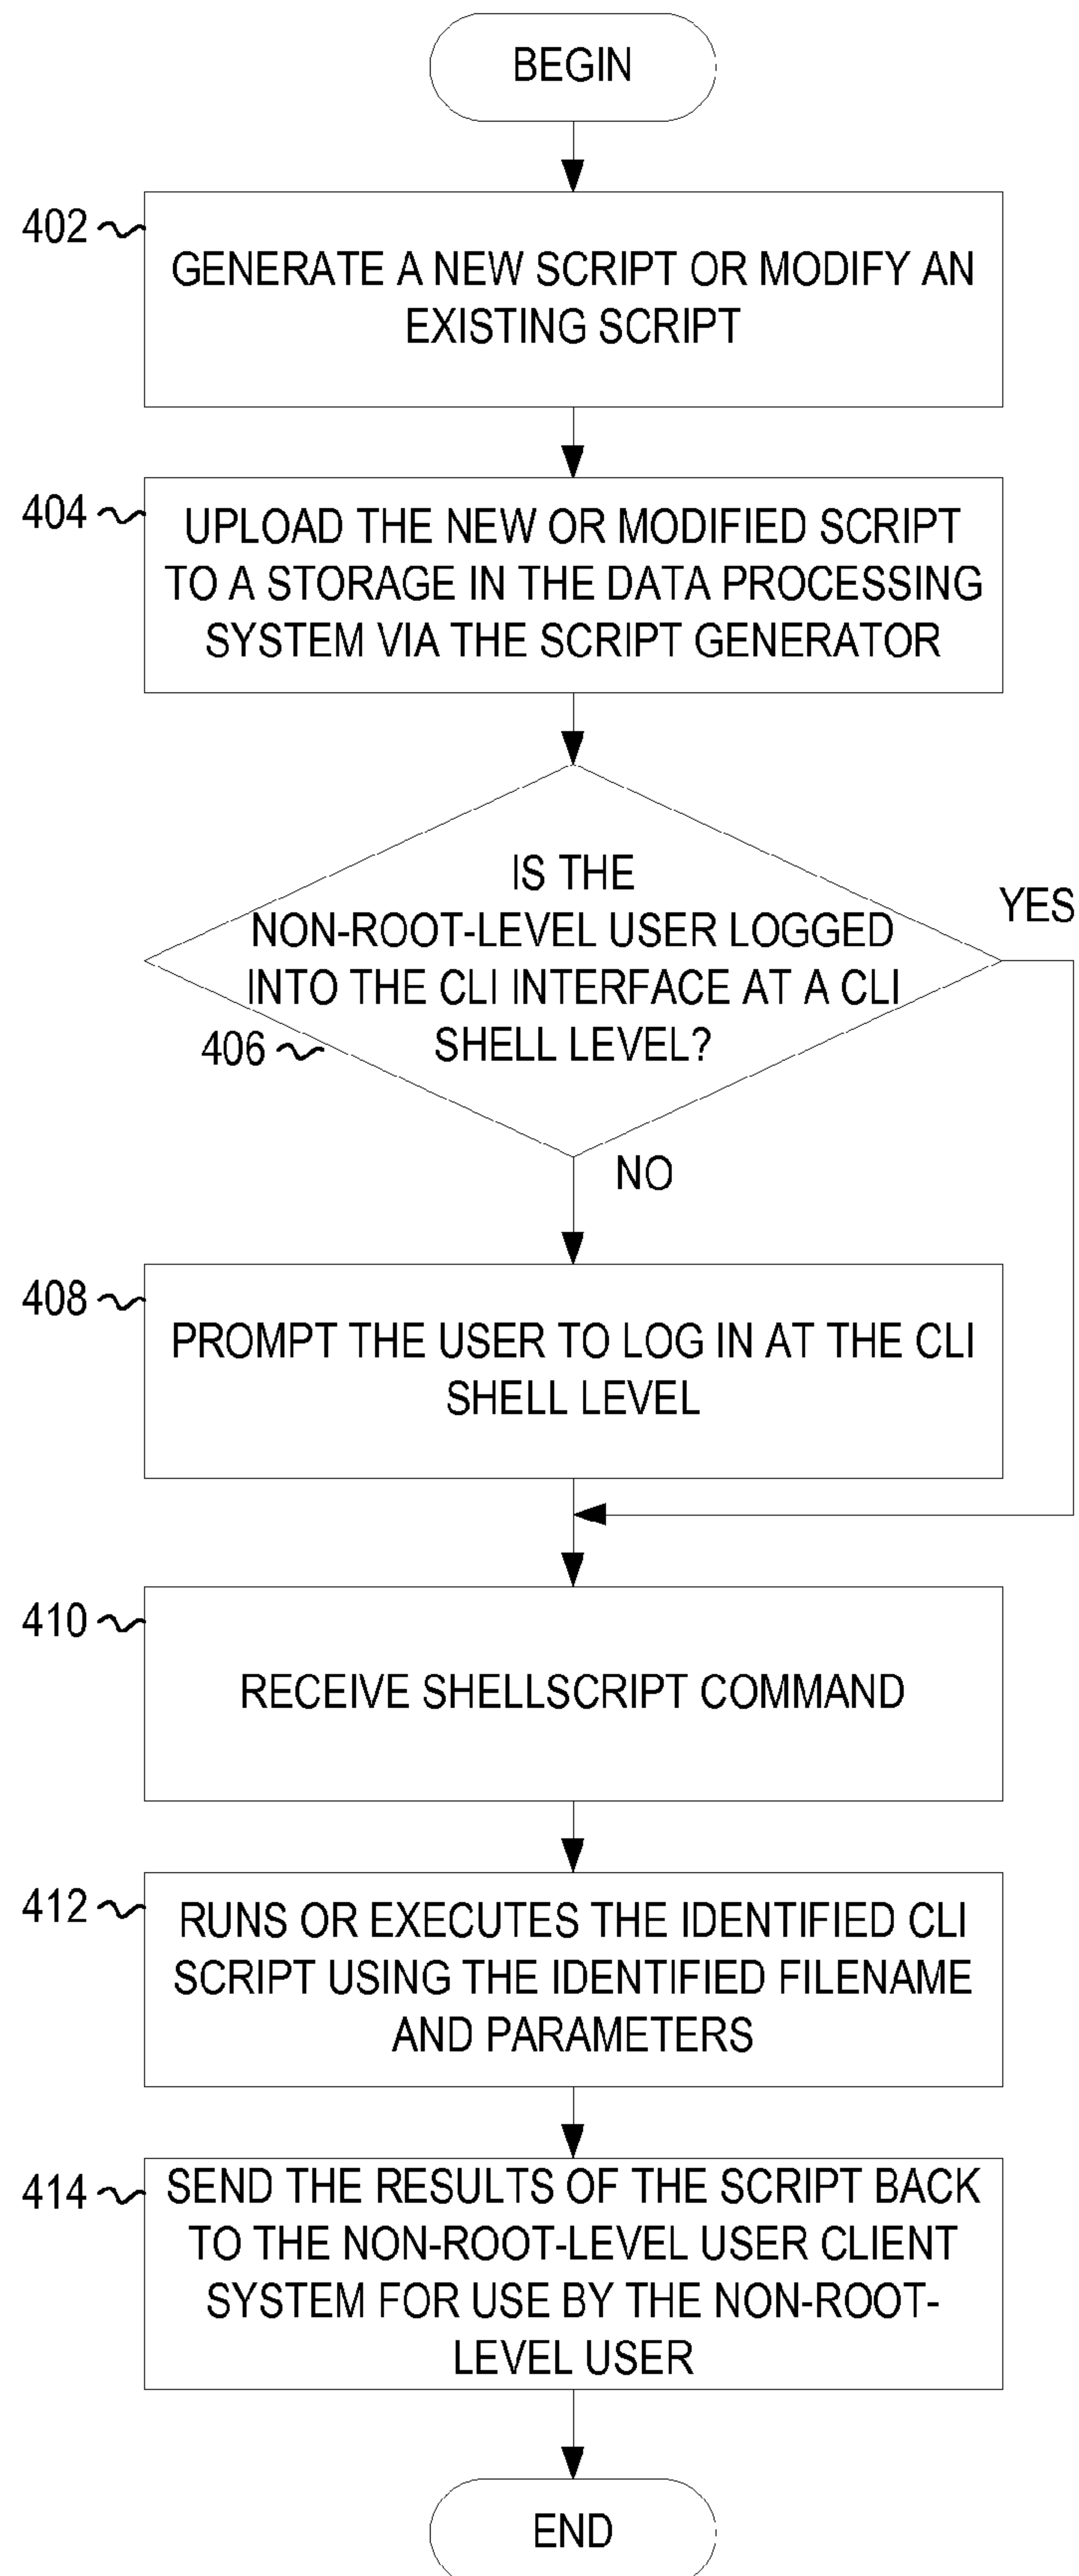 BEGIN
402
GENERATE A NEW SCRIPT OR MODIFY AN
EXISTING SCRIPT
404
UPLOAD THE NEW OR MODIFIED SCRIPT
TO A STORAGE IN THE DATA PROCESSING
SYSTEM VIA THE SCRIPT GENERATOR
IS THE
NON-ROOT-LEVEL USER LOGGED
INTO THE CLI INTERFACE AT A CLI
SHELL LEVEL?
406
YES
NO
408
PROMPT THE USER TO LOG IN AT THE CLI
SHELL LEVEL
410
RECEIVE SHELLSCRIPT COMMAND
412
RUNS OR EXECUTES THE IDENTIFIED CLI
SCRIPT USING THE IDENTIFIED FILENAME
AND PARAMETERS
414
SEND THE RESULTS OF THE SCRIPT BACK
TO THE NON-ROOT-LEVEL USER CLIENT
SYSTEM FOR USE BY THE NON-ROOT-
LEVEL USER
END